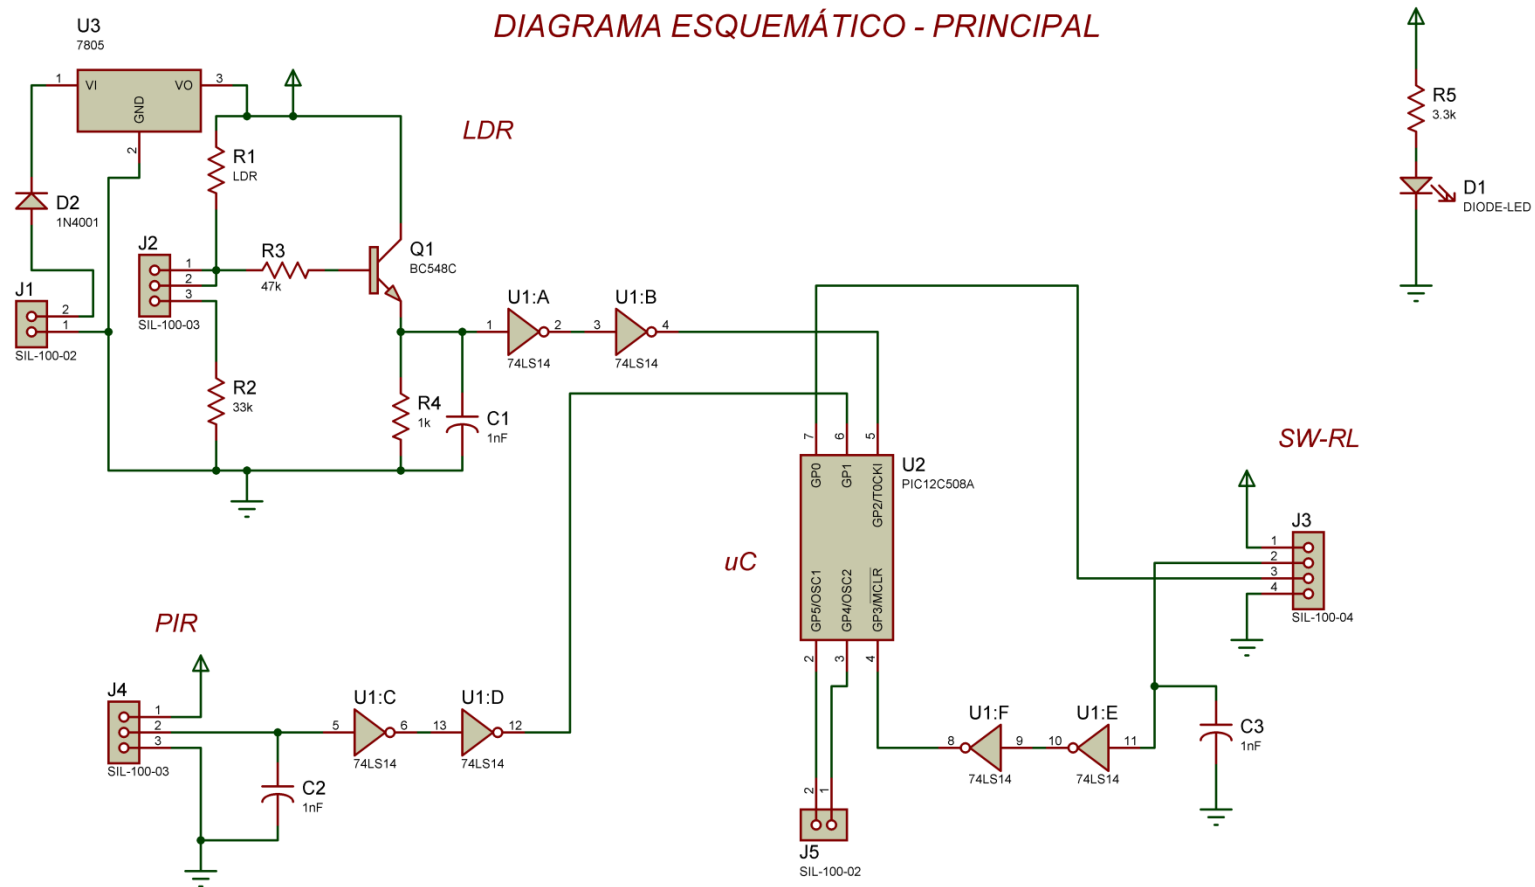 DIAGRAMA ESQUEMÁTICO - PRINCIPAL
U3
7805
1
VI
VO
3
GND
2
LDR
R1
LDR
D2
1N4001
J2
1
2
3
SIL-100-03
R3
47k
Q1
BC548C
J1
2
1
SIL-100-02
R2
33k
R4
1k
C1
1nF
U1:A
1
2
74LS14
U1:B
3
4
74LS14
R5
3.3k
D1
DIODE-LED
7
6
5
GP0
GP1
GP2/T0CKI
U2
PIC12C508A
uC
GP5/OSC1
GP4/OSC2
GP3/MCLR
2
3
4
SW-RL
J3
1
2
3
4
SIL-100-04
PIR
J4
1
2
3
SIL-100-03
U1:C
5
6
74LS14
U1:D
13
12
74LS14
C2
1nF
U1:F
8
9
74LS14
U1:E
10
11
74LS14
C3
1nF
2
1
J5
SIL-100-02